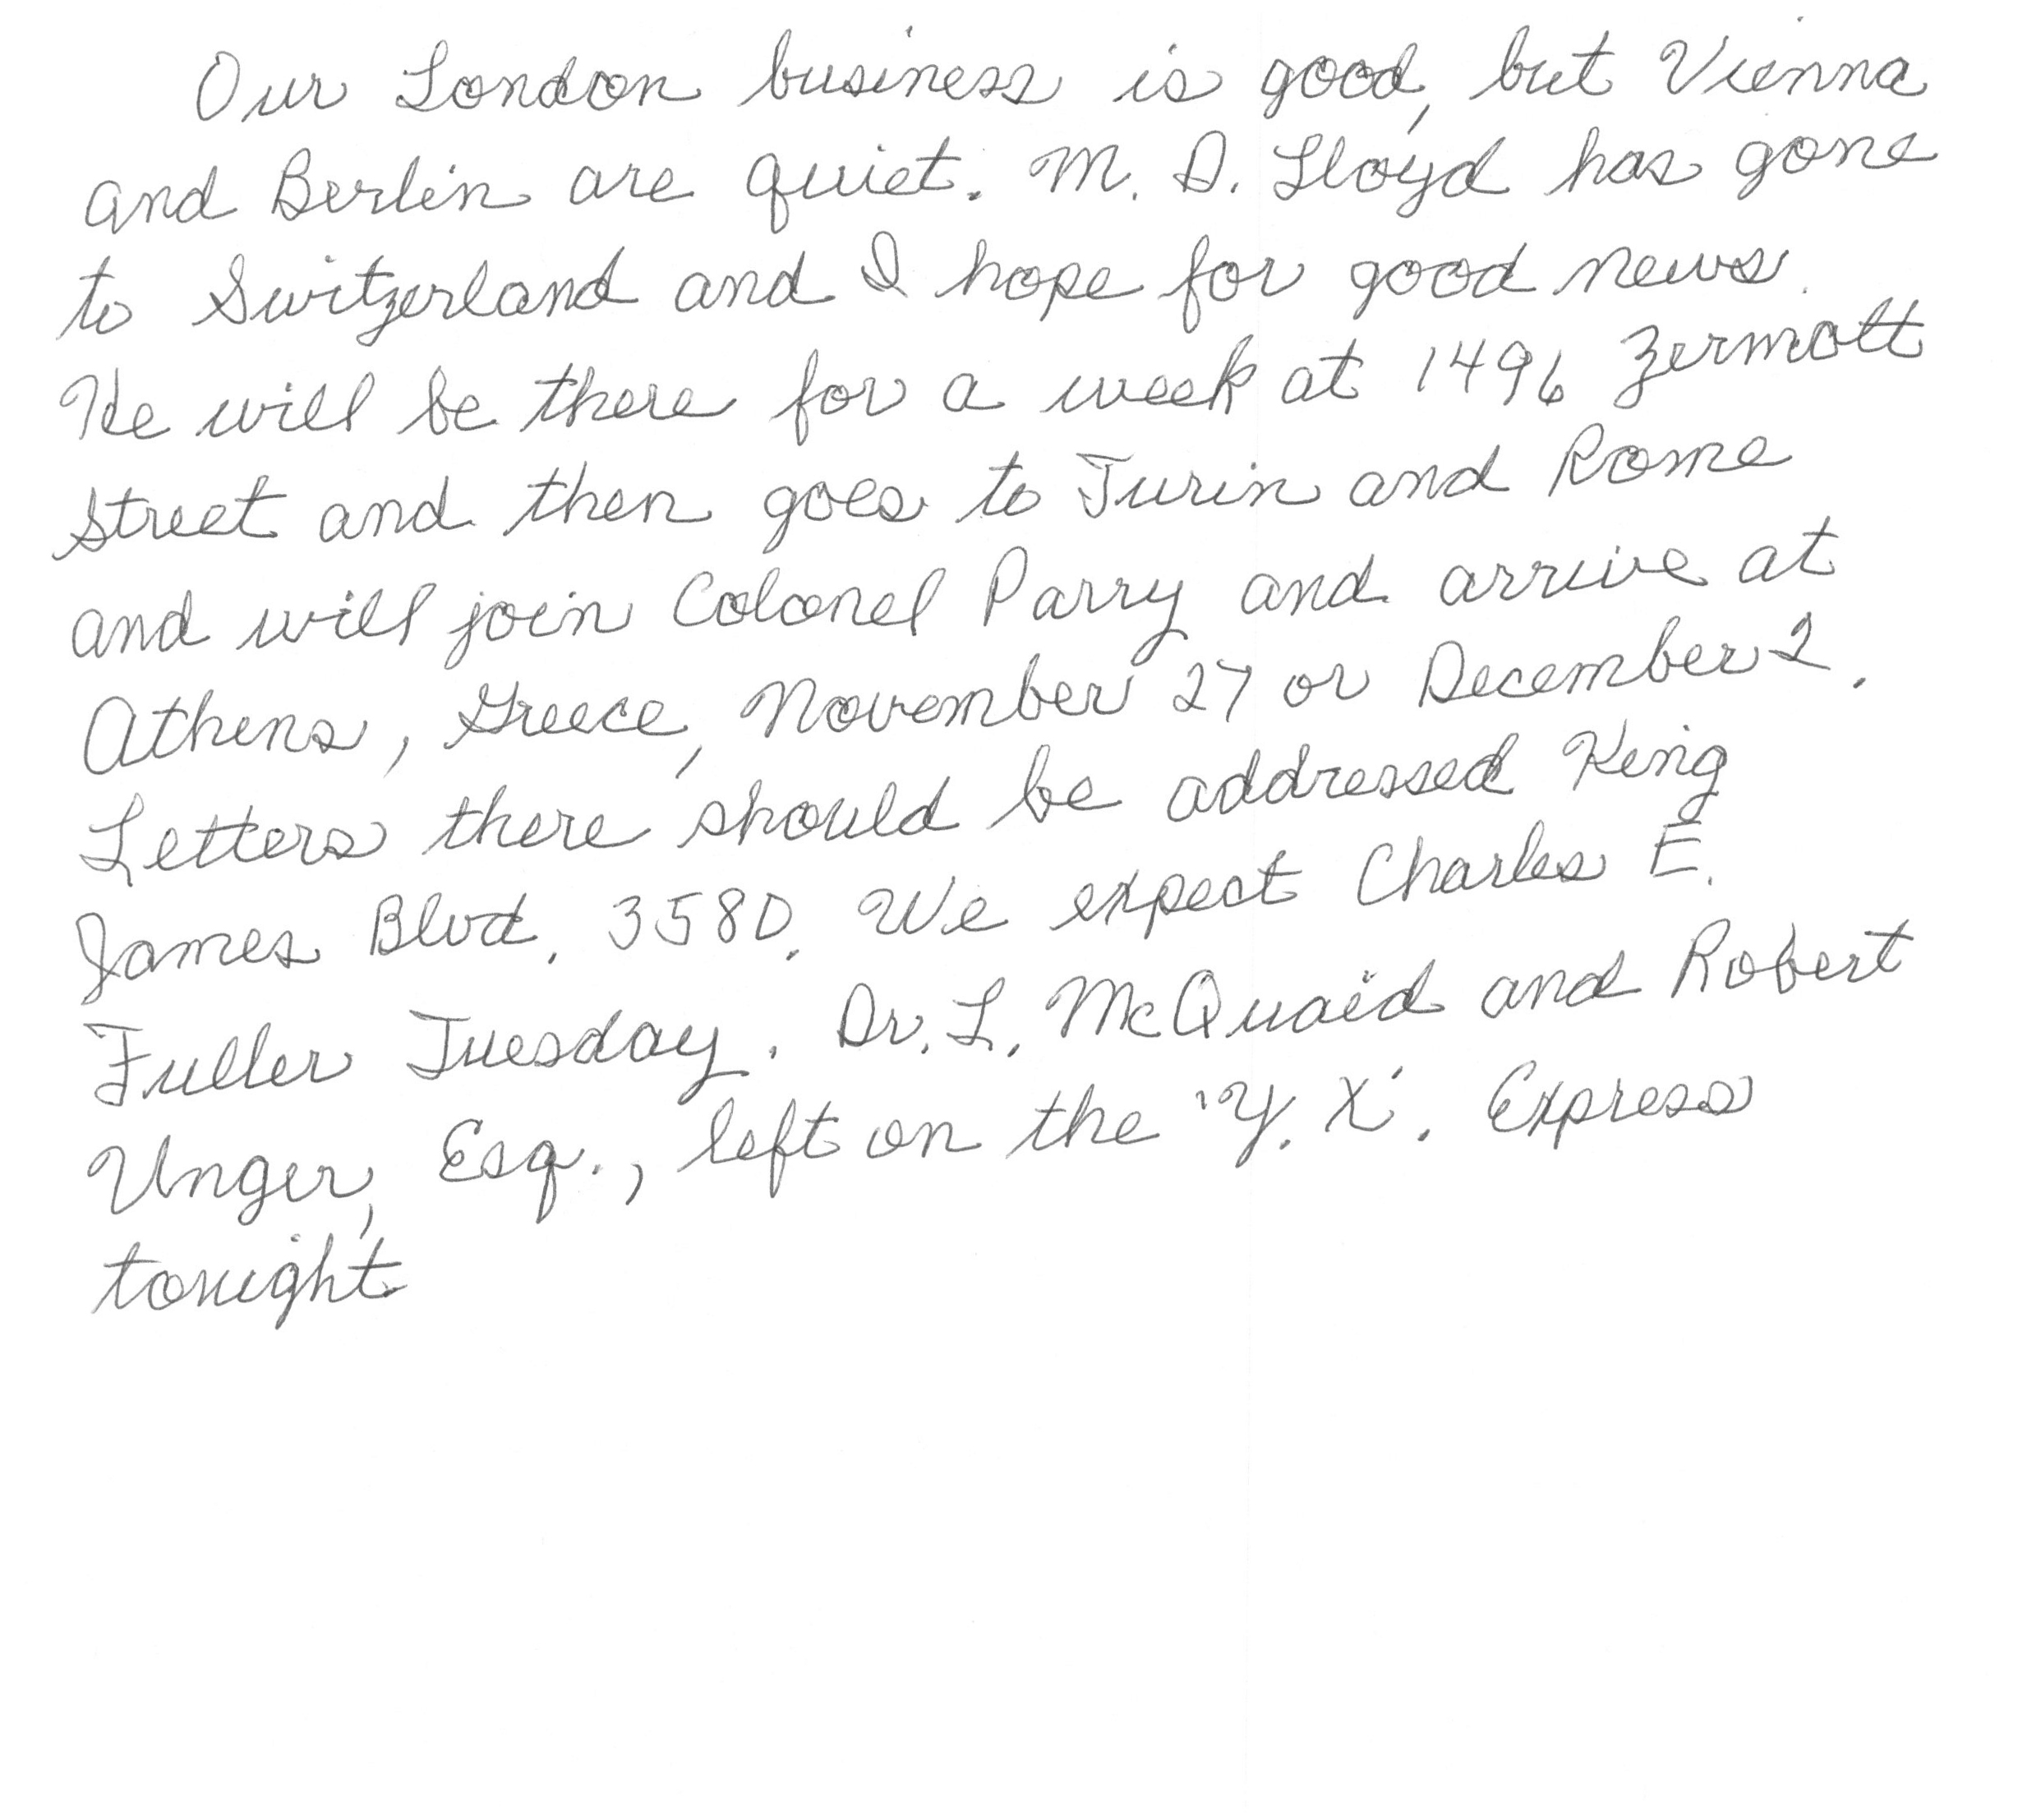 Our London business is good, but Vienna
and Berlin are quiet. M. D. Lloyd has gone
to Switzerland and I hope for good news.
He will be there for a week at 1496 Zermott
Street and then goes to Turin and Rome
and will join Colonel Parry and arrive at
Athens, Greece, November 27 or December 2.
Letters there should be addressed King
James Blvd. 3580. We expect Charles E.
Fuller Tuesday. Dr. L. McQuaid and Robert
Unger, Esq., left on the 'Y. X'. Express
tonight